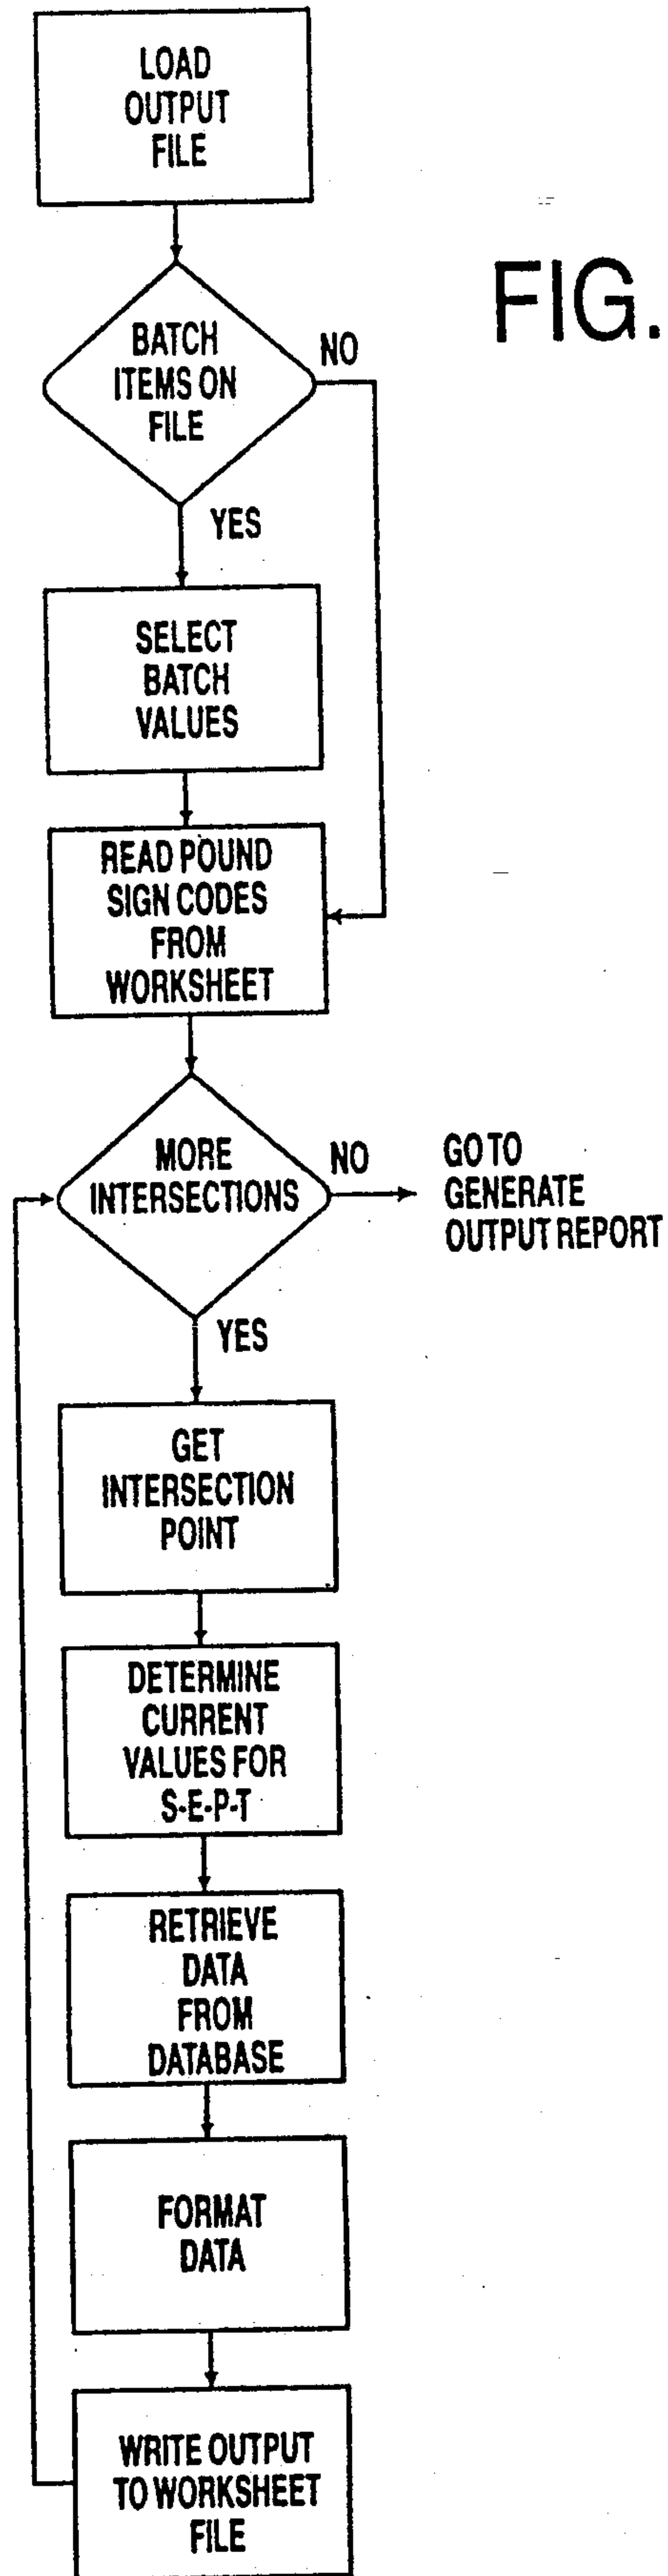 LOAD
OUTPUT
FILE
FIG.
BATCH
ITEMS ON
FILE
NO
YES
SELECT
BATCH
VALUES
READ POUND
SIGN CODES
FROM
WORKSHEET
MORE
INTERSECTIONS
NO
GO TO
GENERATE
OUTPUT REPORT
YES
GET
INTERSECTION
POINT
DETERMINE
CURRENT
VALUES FOR
S-E-P-T
RETRIEVE
DATA
FROM
DATABASE
FORMAT
DATA
WRITE OUTPUT
TO WORKSHEET
FILE